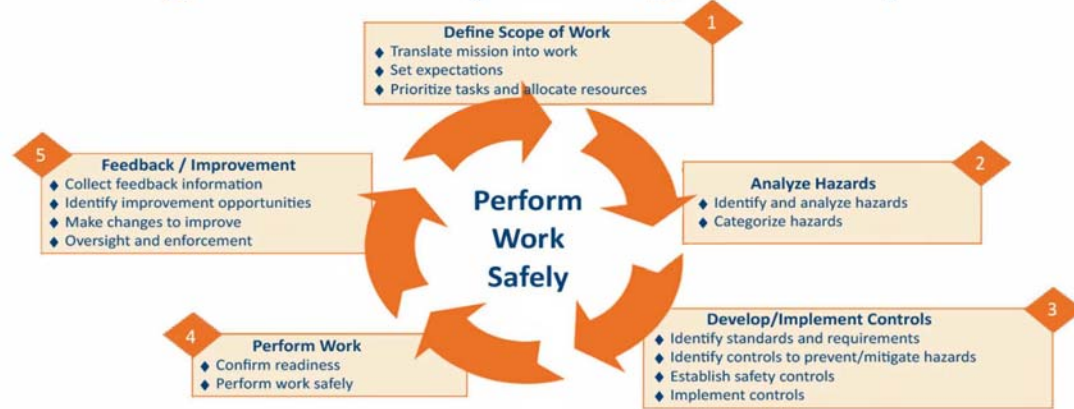 1
Define Scope of Work
♦ Translate mission into work
♦ Set expectations
♦ Prioritize tasks and allocate resources
2
Analyze Hazards
♦ Identify and analyze hazards
♦ Categorize hazards
3
Develop/Implement Controls
♦ Identify standards and requirements
♦ Identify controls to prevent/mitigate hazards
♦ Establish safety controls
♦ Implement controls
4
Perform Work
♦ Confirm readiness
♦ Perform work safely
5
Feedback / Improvement
♦ Collect feedback information
♦ Identify improvement opportunities
♦ Make changes to improve
♦ Oversight and enforcement
Perform
Work
Safely